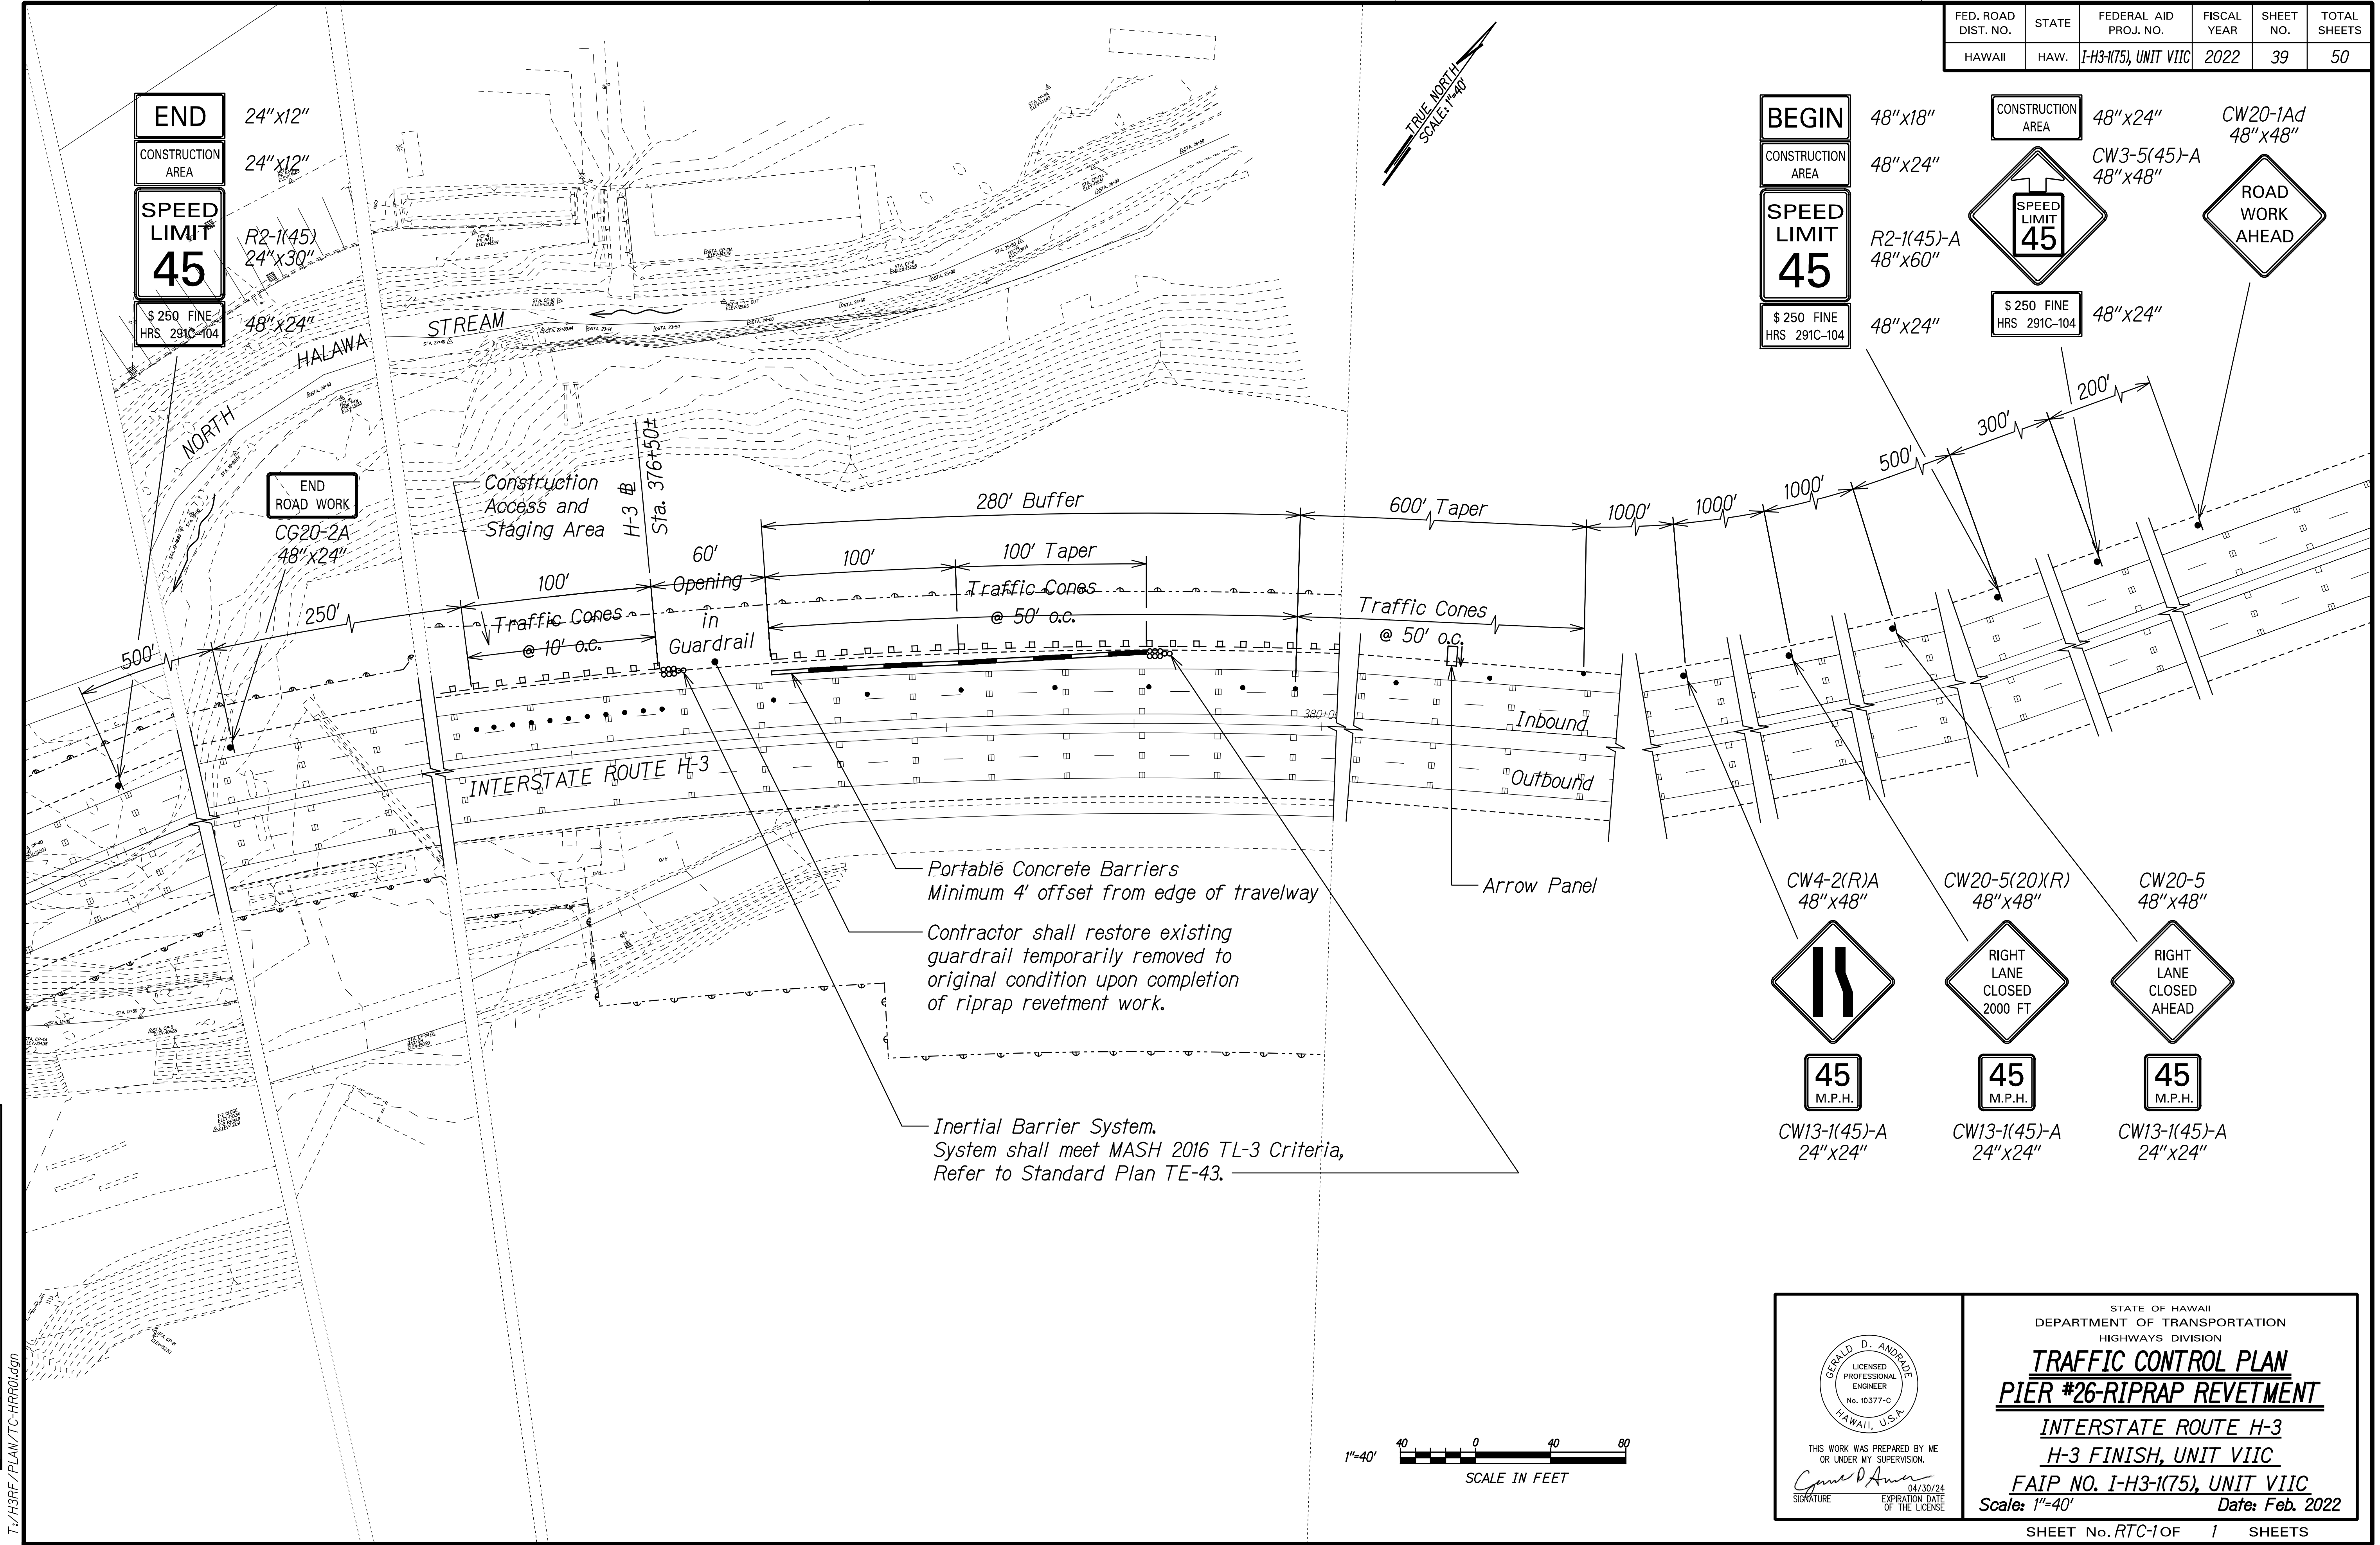 FED. ROAD DIST. NO.
STATE
FEDERAL AID PROJ. NO.
FISCAL YEAR
SHEET NO.
TOTAL SHEETS
HAWAII
HAW.
I-H3-1(75), UNIT VIIC
2022
39
50
TRUE NORTH
SCALE: 1"=40'
END
24"x12"
CONSTRUCTION
AREA
24"x12"
SPEED
LIMIT
45
R2-1(45)
24"x30"
$250 FINE
HRS 291C-104
48"x24"
BEGIN
48"x18"
CONSTRUCTION
AREA
48"x24"
SPEED
LIMIT
45
R2-1(45)-A
48"x60"
$250 FINE
HRS 291C-104
48"x24"
CONSTRUCTION
AREA
48"x24"
CW3-5(45)-A
48"x48"
SPEED
LIMIT
45
$250 FINE
HRS 291C-104
48"x24"
CW20-1Ad
48"x48"
ROAD
WORK
AHEAD
NORTH
HALAWA
STREAM
END
ROAD WORK
CG20-2A
48"x24"
Construction
Access and
Staging Area
H-3 B
Sta. 376+50±
500'
250'
100'
60'
Opening
in
Guardrail
100'
100' Taper
280' Buffer
600' Taper
1000'
1000'
1000'
500'
300'
200'
Traffic Cones
@ 10' o.c.
Traffic Cones
@ 50' o.c.
Traffic Cones
@ 50' o.c.
380+0
Inbound
Outbound
INTERSTATE ROUTE H-3
Portable Concrete Barriers
Minimum 4' offset from edge of travelway
Arrow Panel
Contractor shall restore existing
guardrail temporarily removed to
original condition upon completion
of riprap revetment work.
Inertial Barrier System.
System shall meet MASH 2016 TL-3 Criteria,
Refer to Standard Plan TE-43.
CW4-2(R)A
48"x48"
45
M.P.H.
CW13-1(45)-A
24"x24"
CW20-5(20)(R)
48"x48"
RIGHT
LANE
CLOSED
2000 FT
45
M.P.H.
CW13-1(45)-A
24"x24"
CW20-5
48"x48"
RIGHT
LANE
CLOSED
AHEAD
45
M.P.H.
CW13-1(45)-A
24"x24"
1"=40'
40 0 40 80
SCALE IN FEET
GERALD D. ANDRADE
LICENSED
PROFESSIONAL
ENGINEER
No. 10377-C
HAWAII, U.S.A.
THIS WORK WAS PREPARED BY ME
OR UNDER MY SUPERVISION.
04/30/24
SIGNATURE
EXPIRATION DATE
OF THE LICENSE
STATE OF HAWAII
DEPARTMENT OF TRANSPORTATION
HIGHWAYS DIVISION
TRAFFIC CONTROL PLAN
PIER #26-RIPRAP REVETMENT
INTERSTATE ROUTE H-3
H-3 FINISH, UNIT VIIC
FAIP NO. I-H3-1(75), UNIT VIIC
Scale: 1"=40' Date: Feb. 2022
SHEET No. RTC-1 OF 1 SHEETS
T:/H3RF/PLAN/TC-HRR01.dgn